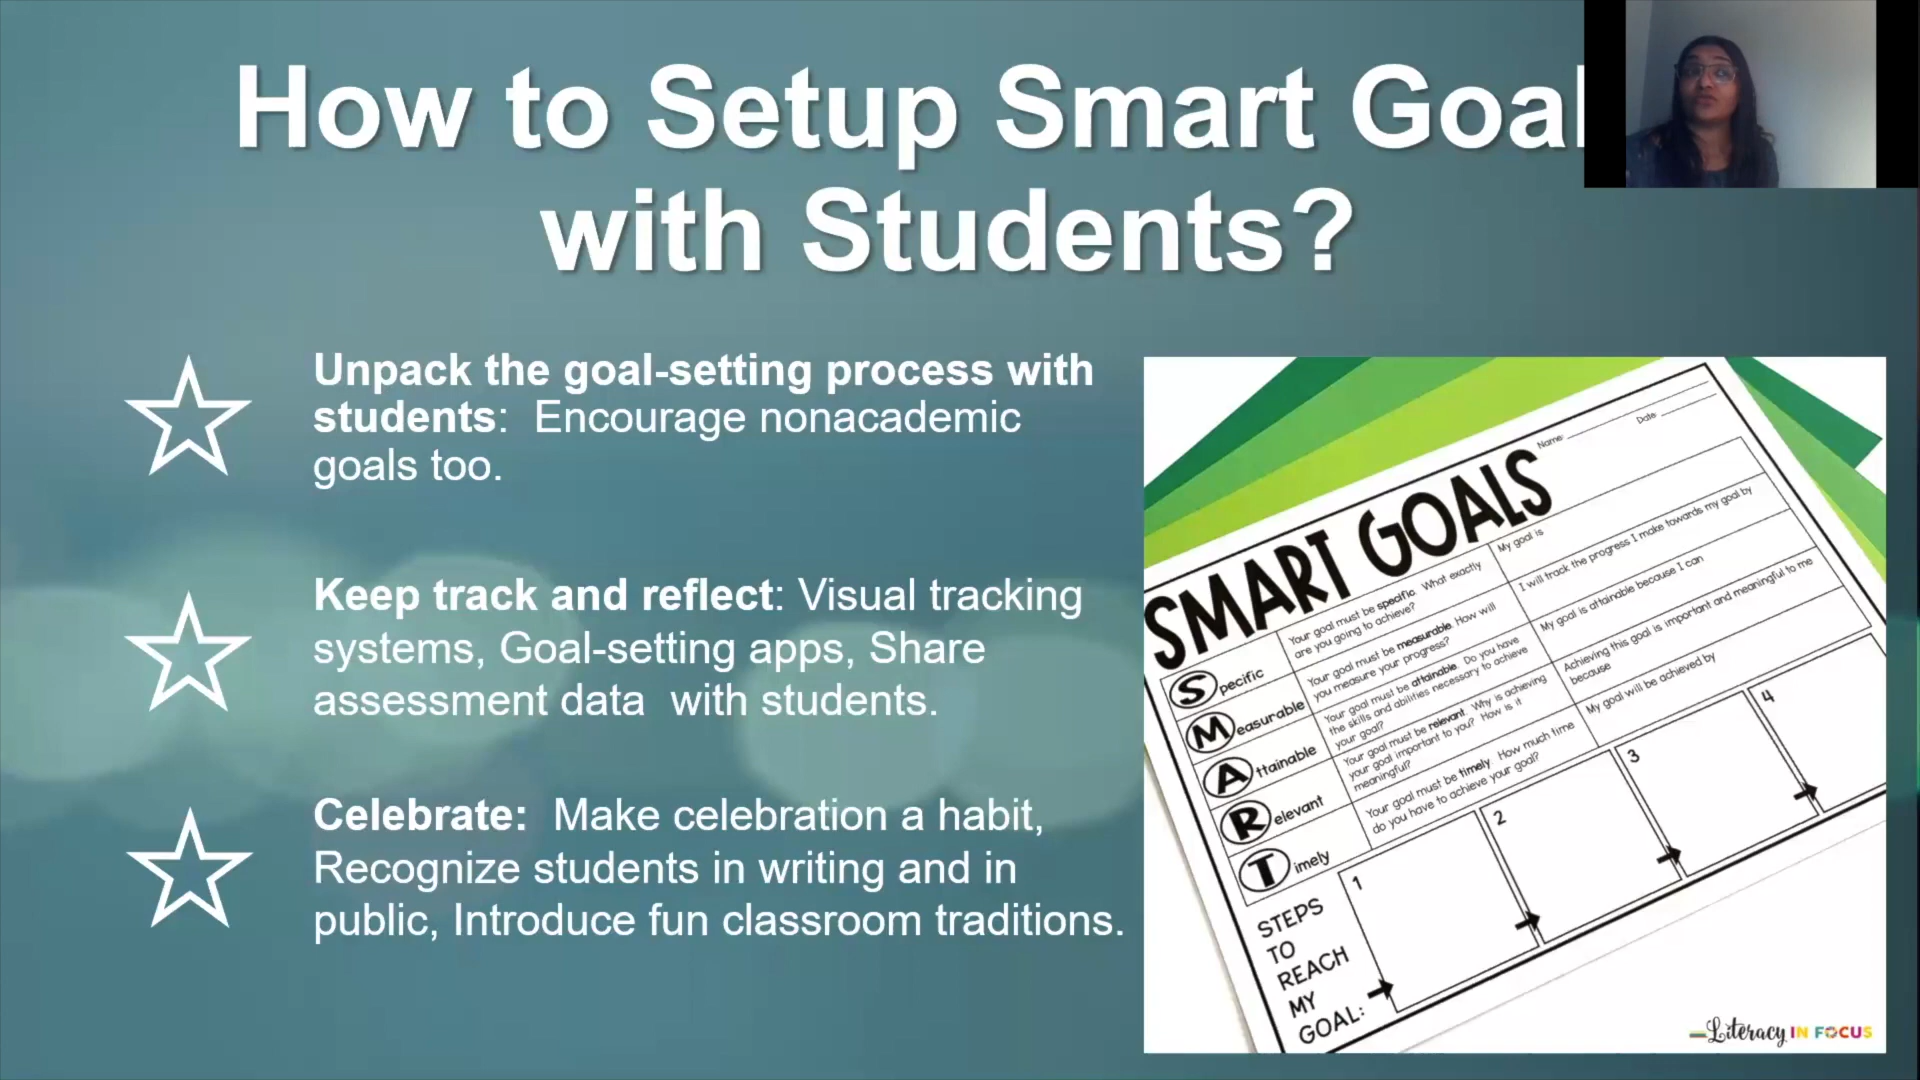 How to Setup Smart Goal
with Students?
Unpack the goal-setting process with
students: Encourage nonacademic
goals too.
Keep track and reflect: Visual tracking
systems, Goal-setting apps, Share
assessment data with students.
Celebrate: Make celebration a habit,
Recognize students in writing and in
public, Introduce fun classroom traditions.
Name: Date:
SMART GOALS
Specific
Your goal must be specific. What exactly
are you going to achieve?
My goal is
Measurable
Your goal must be measurable. How will
you measure your progress?
I will track the progress I make towards my goal by
Attainable
Your goal must be attainable. Do you have
the skills and abilities necessary to achieve
your goal?
My goal is attainable because I can
Relevant
Your goal must be relevant. Why is achieving
your goal important to you? How is it
meaningful?
Achieving this goal is important and meaningful to me
because
Timely
Your goal must be timely. How much time
do you have to achieve your goal?
My goal will be achieved by
STEPS
TO
REACH
MY
GOAL:
1
2
3
4
Literacy IN FOCUS